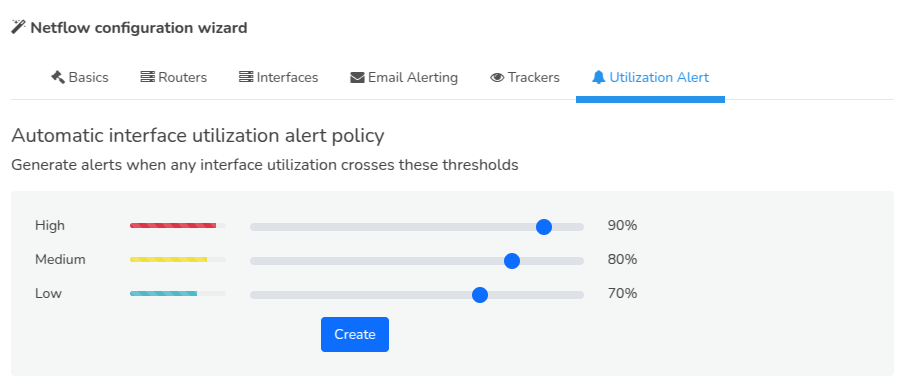 Netflow configuration wizard
Basics Routers Interfaces Email Alerting Trackers Utilization Alert
Automatic interface utilization alert policy
Generate alerts when any interface utilization crosses these thresholds
High 90%
Medium 80%
Low 70%
Create